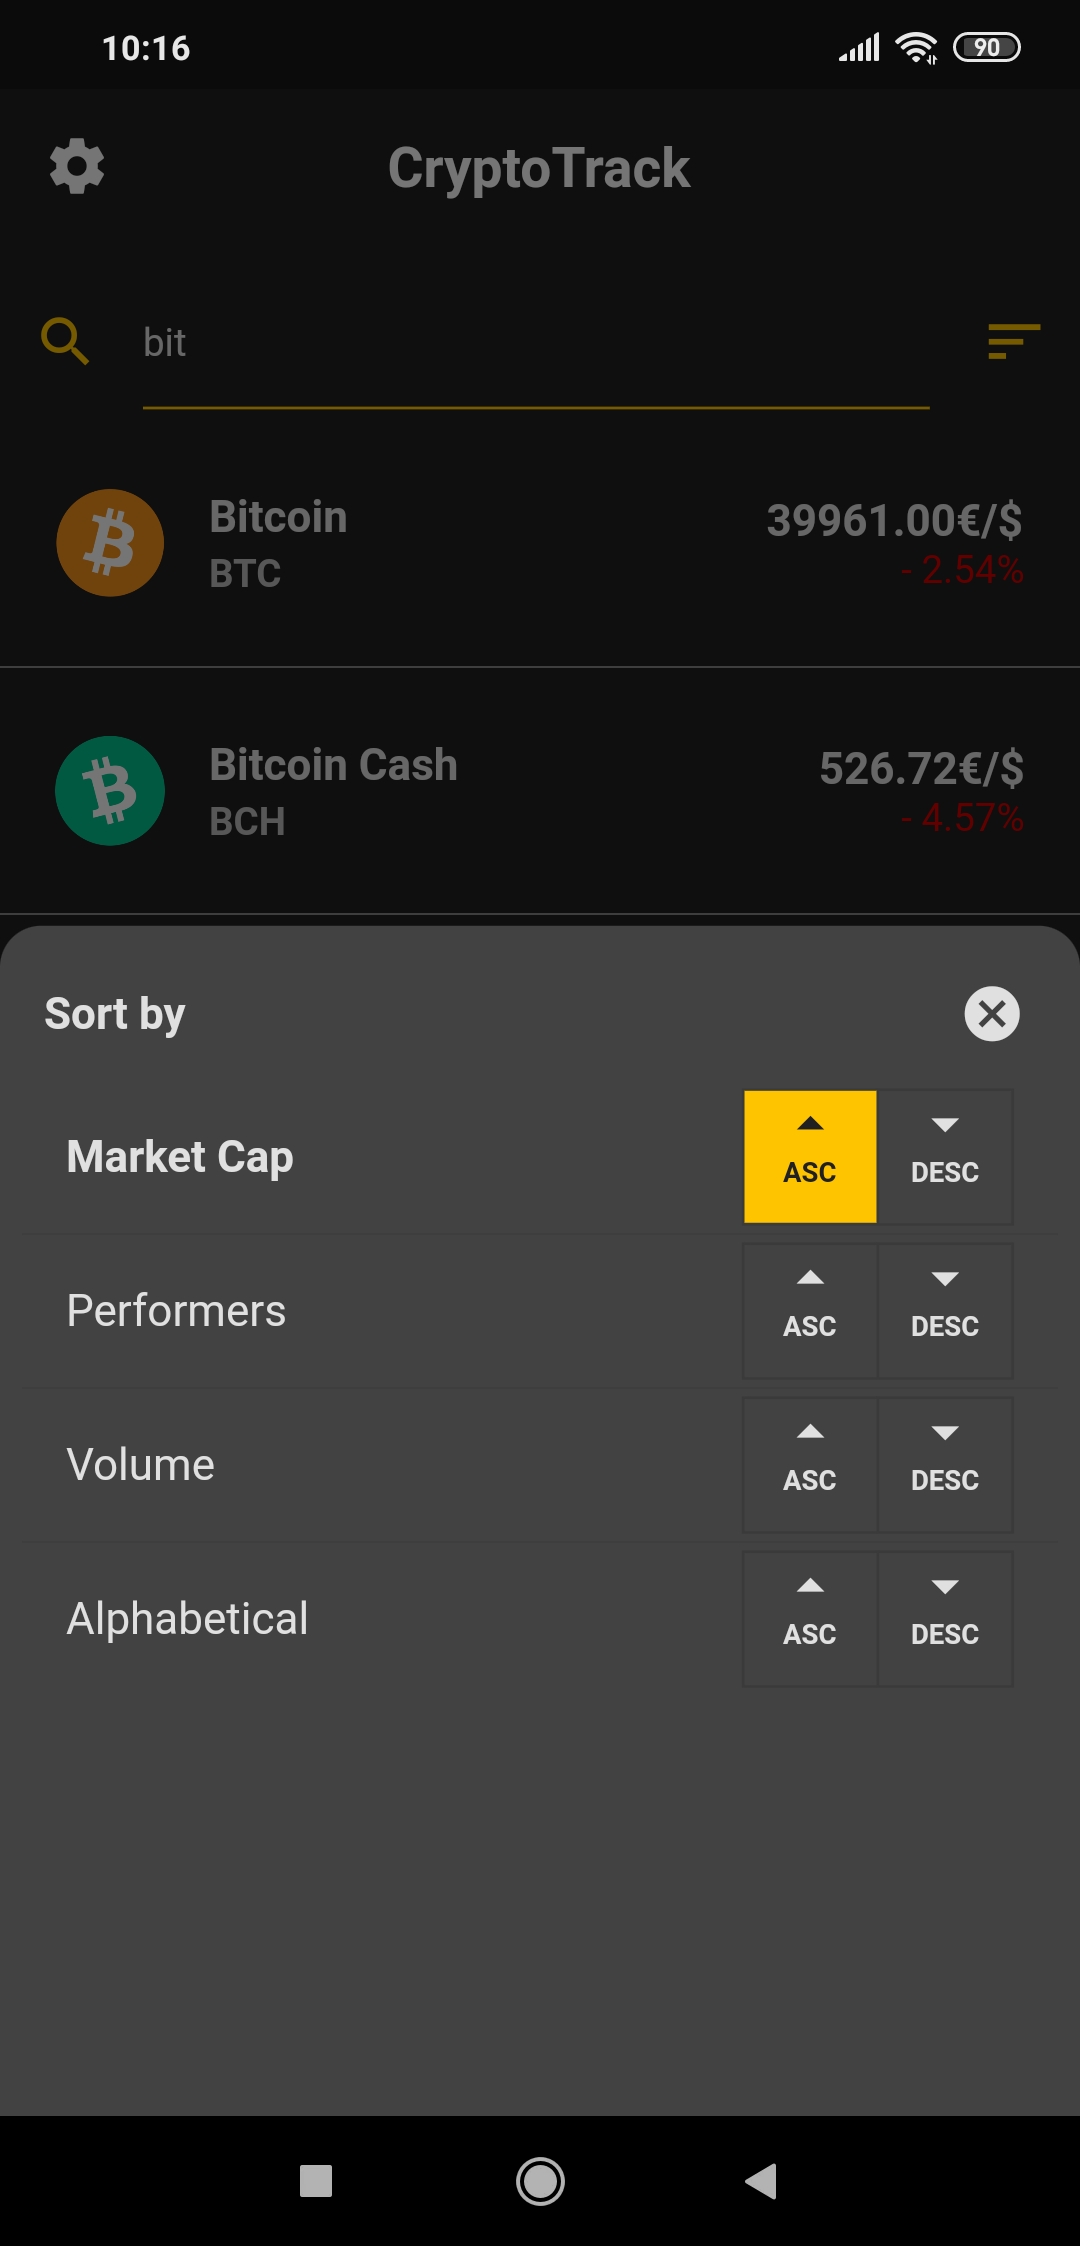 10:16
90
CryptoTrack
bit
Bitcoin
39961.00€/$
BTC
- 2.54%
Bitcoin Cash
526.72€/$
BCH
- 4.57%
Sort by
Market Cap
ASC DESC
Performers
ASC DESC
Volume
ASC DESC
Alphabetical
ASC DESC